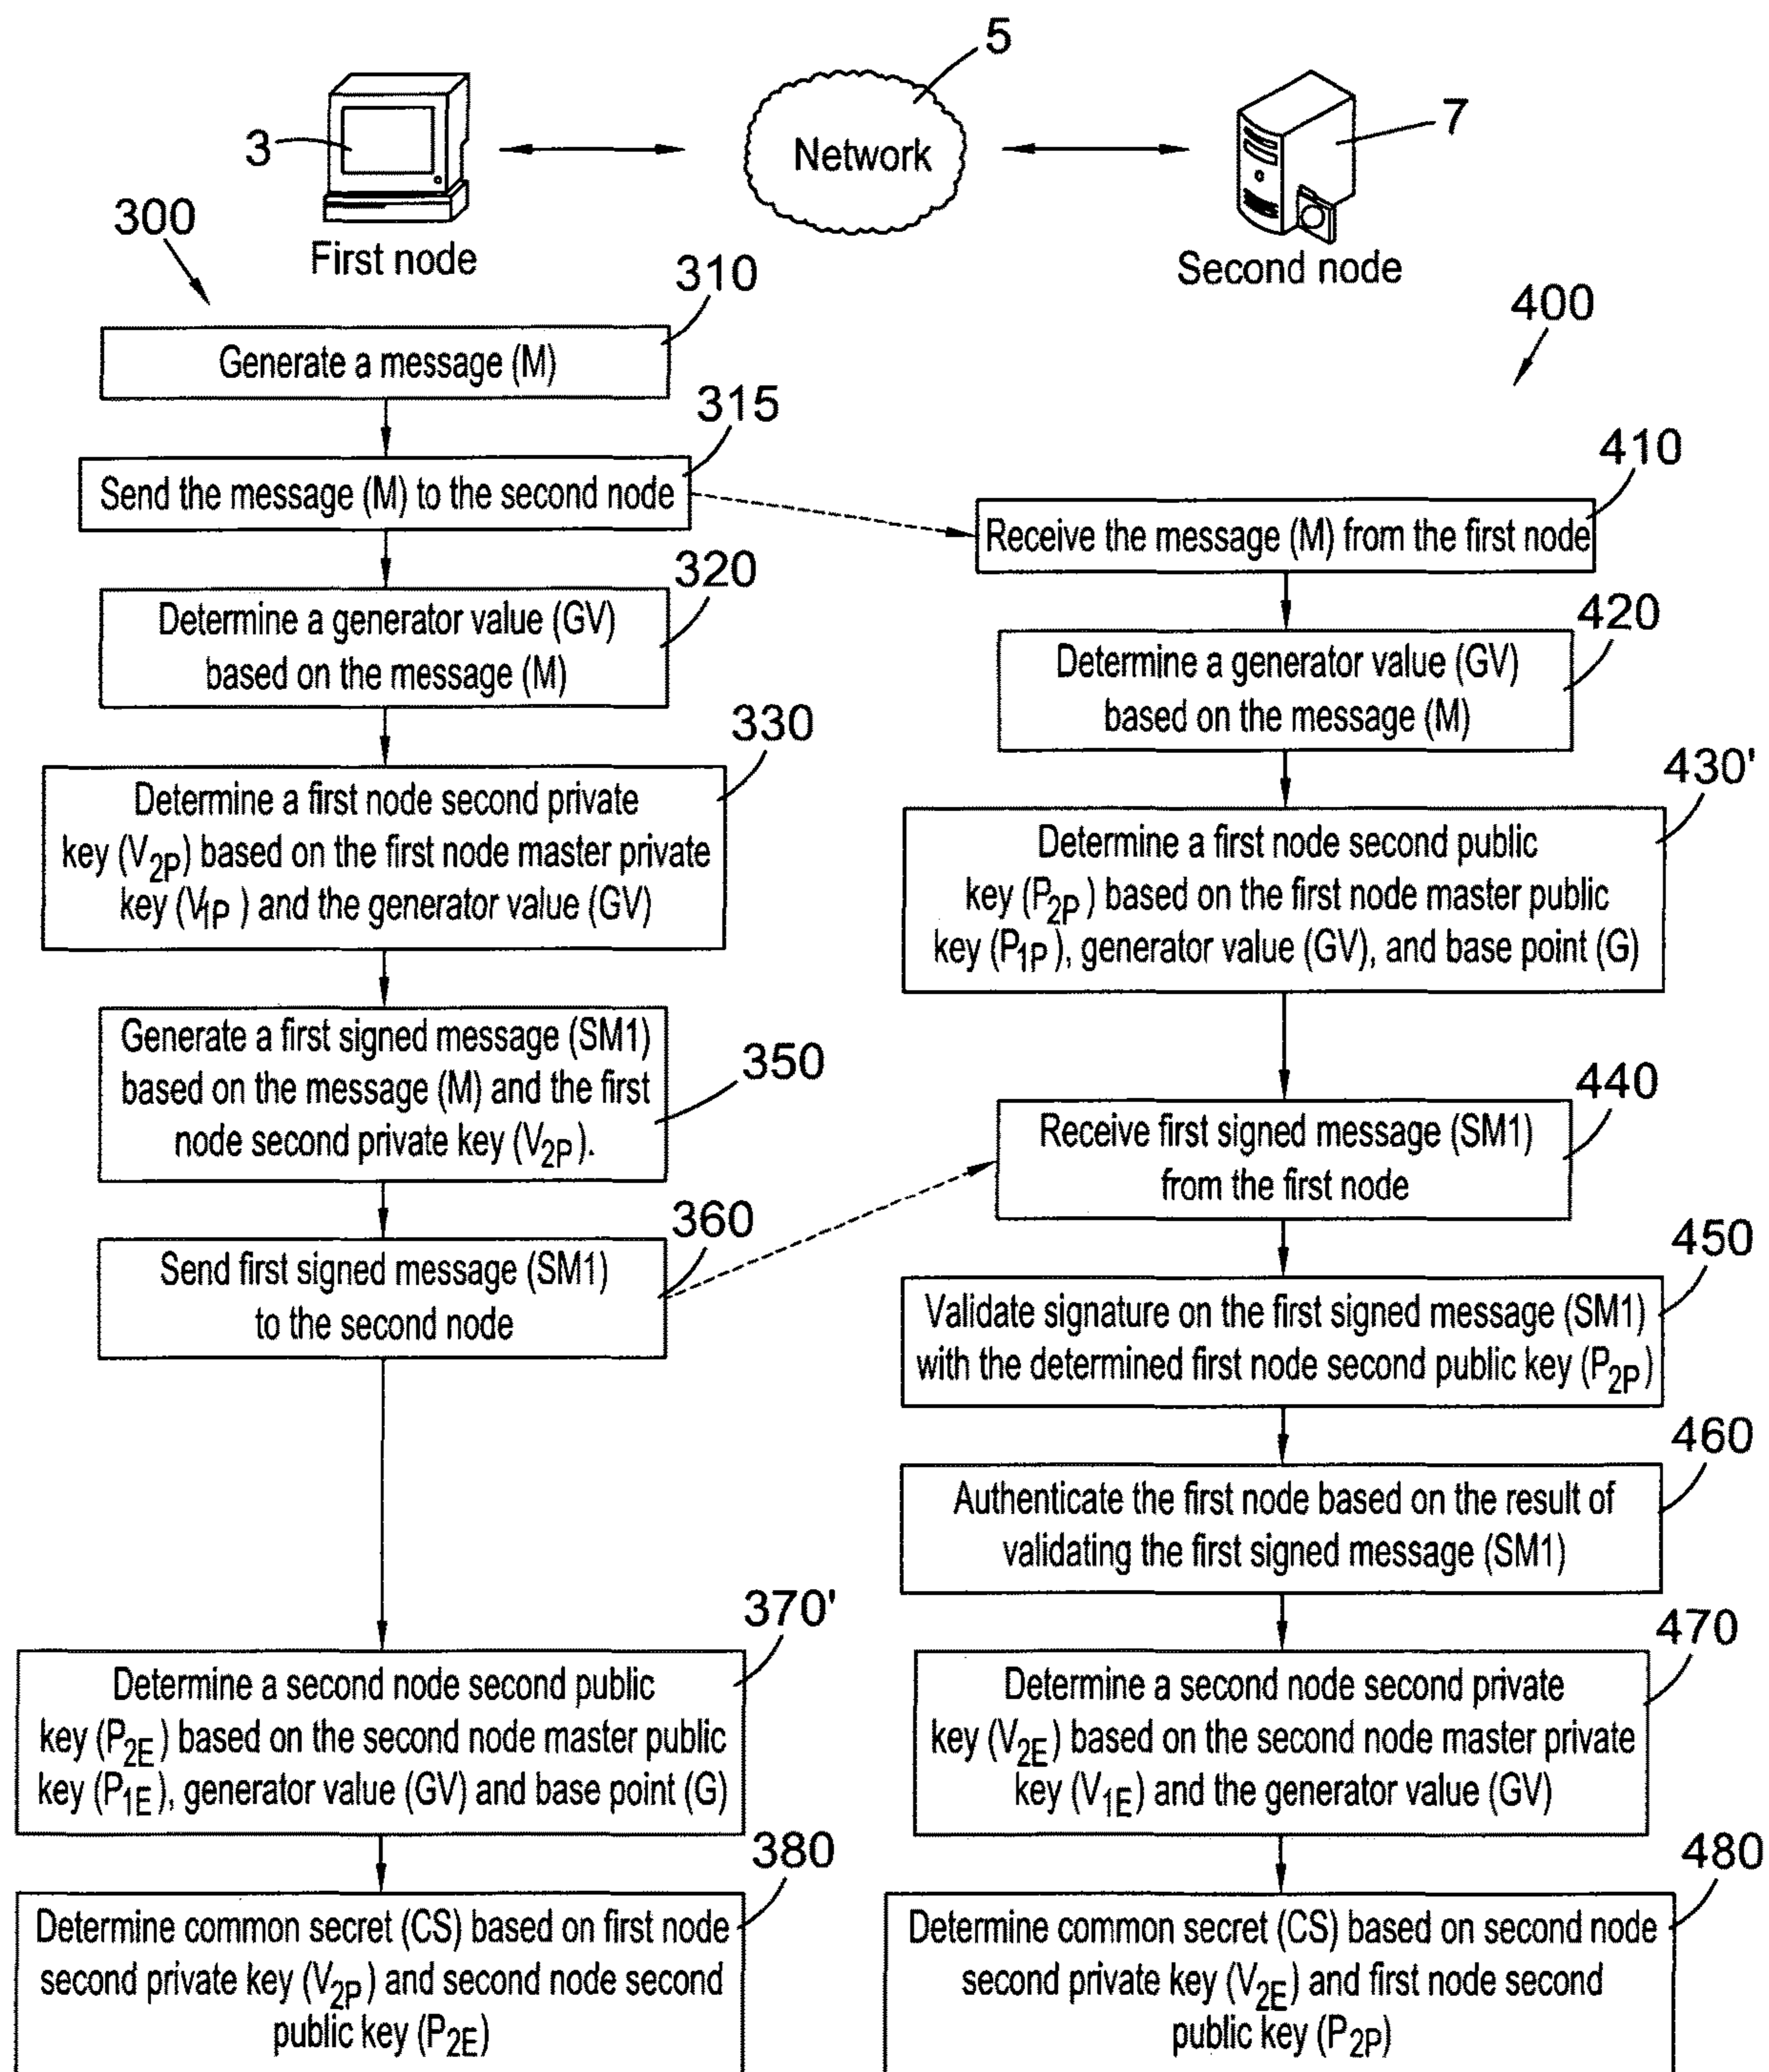 5
3
Network
7
First node
Second node
300
310
Generate a message (M)
315
Send the message (M) to the second node
320
Determine a generator value (GV)
based on the message (M)
330
Determine a first node second private
key (V2P) based on the first node master private
key (V1P) and the generator value (GV)
350
Generate a first signed message (SM1)
based on the message (M) and the first
node second private key (V2P).
360
Send first signed message (SM1)
to the second node
370'
Determine a second node second public
key (P2E) based on the second node master public
key (P1E), generator value (GV) and base point (G)
380
Determine common secret (CS) based on first node
second private key (V2P) and second node second
public key (P2E)
400
410
Receive the message (M) from the first node
420
Determine a generator value (GV)
based on the message (M)
430'
Determine a first node second public
key (P2P) based on the first node master public
key (P1P), generator value (GV), and base point (G)
440
Receive first signed message (SM1)
from the first node
450
Validate signature on the first signed message (SM1)
with the determined first node second public key (P2P)
460
Authenticate the first node based on the result of
validating the first signed message (SM1)
470
Determine a second node second private
key (V2E) based on the second node master private
key (V1E) and the generator value (GV)
480
Determine common secret (CS) based on second node
second private key (V2E) and first node second
public key (P2P)